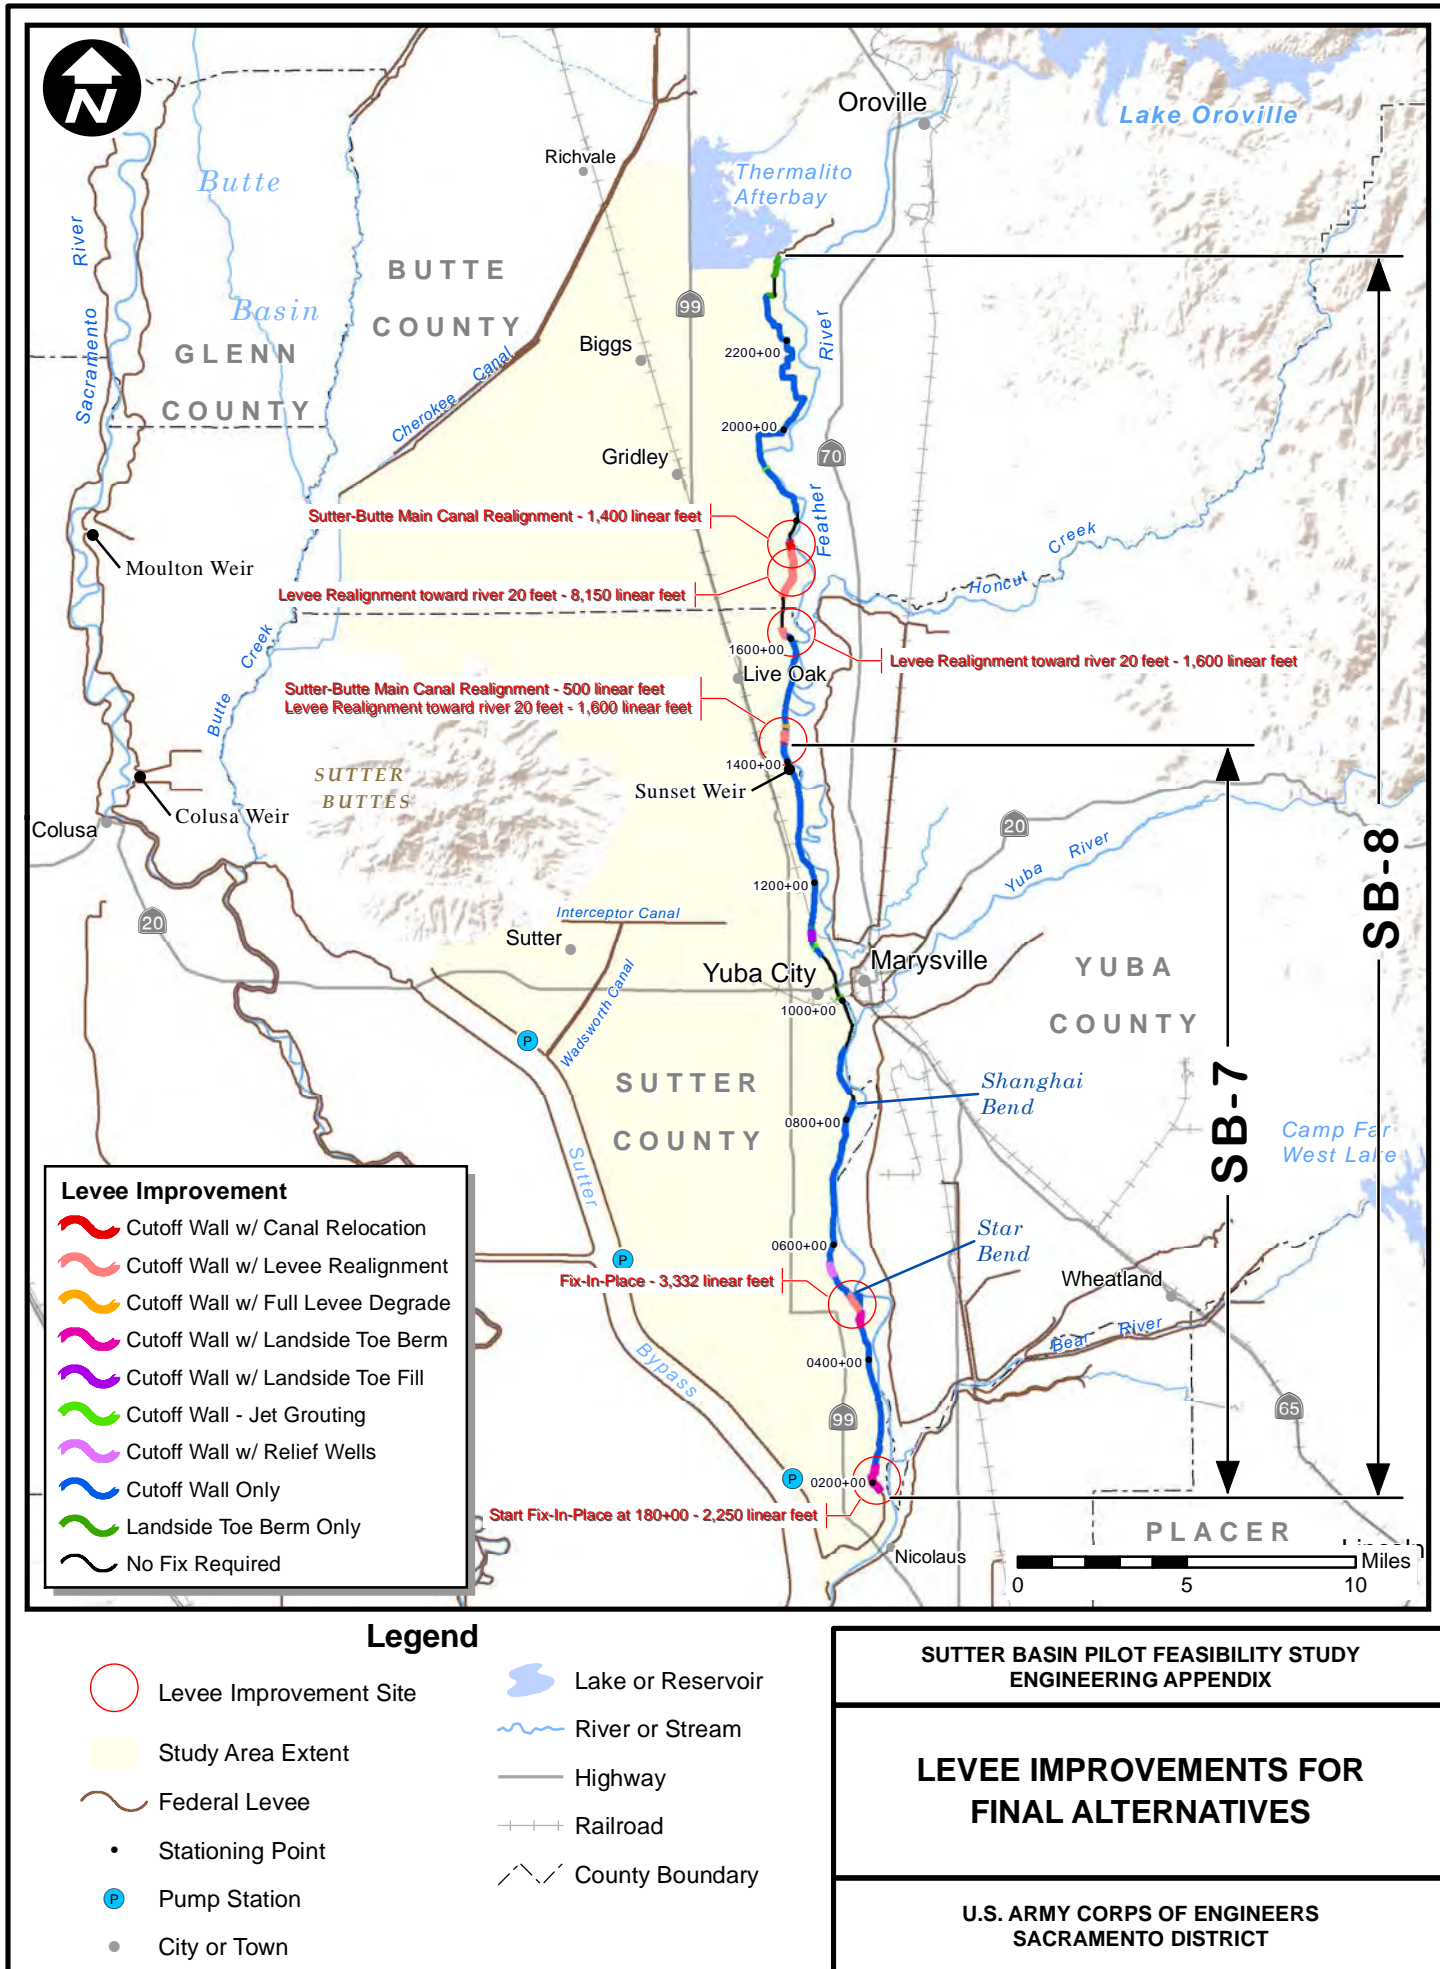 N
Oroville
Lake Oroville
Richvale
Thermalito
Afterbay
Butte
Basin
River
Sacramento
BUTTE
COUNTY
GLENN
COUNTY
99
Biggs
2200+00
River
Cherokee Canal
2000+00
Gridley
70
Feather
Sutter-Butte Main Canal Realignment - 1,400 linear feet
Creek
Honcut
Moulton Weir
Levee Realignment toward river 20 feet - 8,150 linear feet
Butte Creek
1600+00
Levee Realignment toward river 20 feet - 1,600 linear feet
Live Oak
Sutter-Butte Main Canal Realignment - 500 linear feet
Levee Realignment toward river 20 feet - 1,600 linear feet
SUTTER
BUTTES
1400+00
Sunset Weir
Colusa Weir
Colusa
20
Yuba River
SB-8
1200+00
20
Interceptor Canal
Sutter
Yuba City
Marysville
YUBA
COUNTY
Wadsworth Canal
1000+00
P
SUTTER
COUNTY
Shanghai
Bend
SB-7
0800+00
Camp Far
West Lake
Sutter
Bypass
Star
Bend
0600+00
P
Fix-In-Place - 3,332 linear feet
Wheatland
Bear River
0400+00
99
65
P
0200+00
Start Fix-In-Place at 180+00 - 2,250 linear feet
PLACER
Nicolaus
Lincoln
Miles
0 5 10
Levee Improvement
Cutoff Wall w/ Canal Relocation
Cutoff Wall w/ Levee Realignment
Cutoff Wall w/ Full Levee Degrade
Cutoff Wall w/ Landside Toe Berm
Cutoff Wall w/ Landside Toe Fill
Cutoff Wall - Jet Grouting
Cutoff Wall w/ Relief Wells
Cutoff Wall Only
Landside Toe Berm Only
No Fix Required
Legend
Levee Improvement Site
Study Area Extent
Federal Levee
Stationing Point
P Pump Station
City or Town
Lake or Reservoir
River or Stream
Highway
Railroad
County Boundary
SUTTER BASIN PILOT FEASIBILITY STUDY
ENGINEERING APPENDIX
LEVEE IMPROVEMENTS FOR
FINAL ALTERNATIVES
U.S. ARMY CORPS OF ENGINEERS
SACRAMENTO DISTRICT